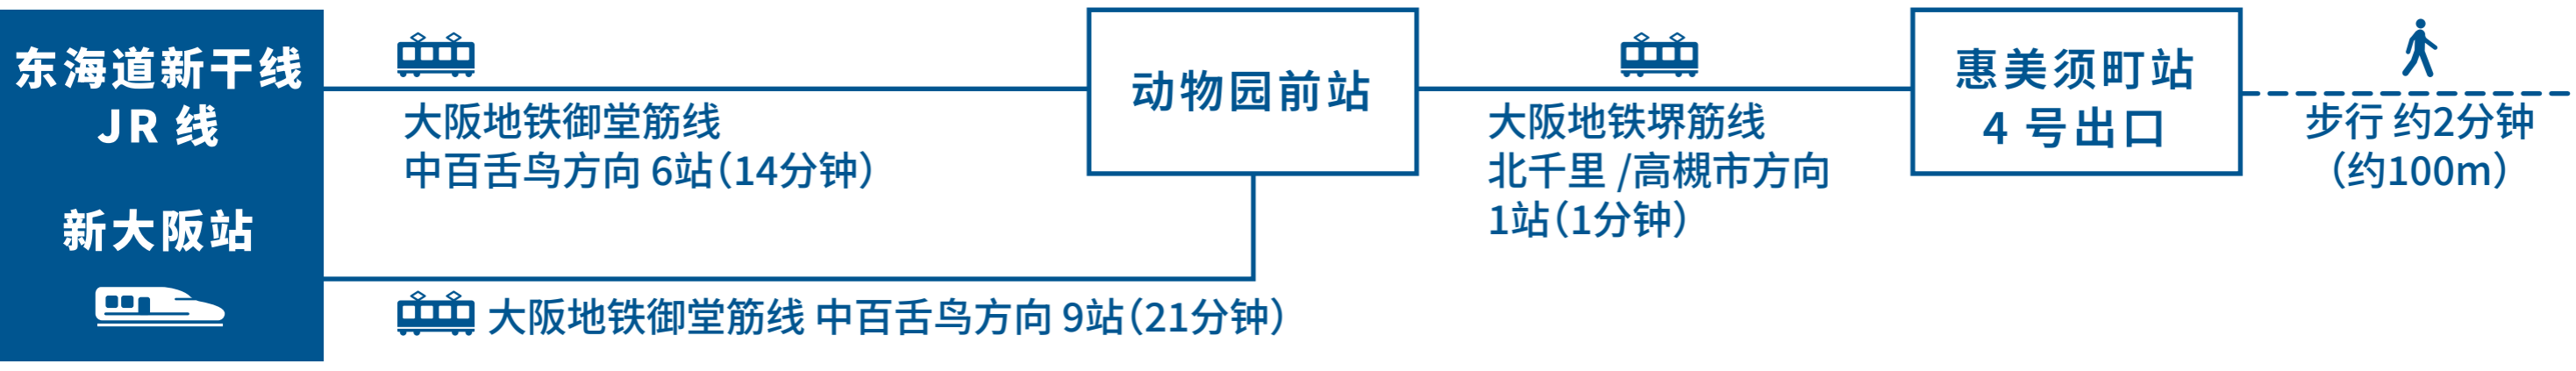 东海道新干线
JR 线
新大阪站
大阪地铁御堂筋线
中百舌鸟方向 6站(14分钟)
大阪地铁御堂筋线 中百舌鸟方向 9站(21分钟)
动物园前站
大阪地铁堺筋线
北千里 /高槻市方向
1站(1分钟)
惠美须町站
4 号出口
步行 约2分钟
(约100m)